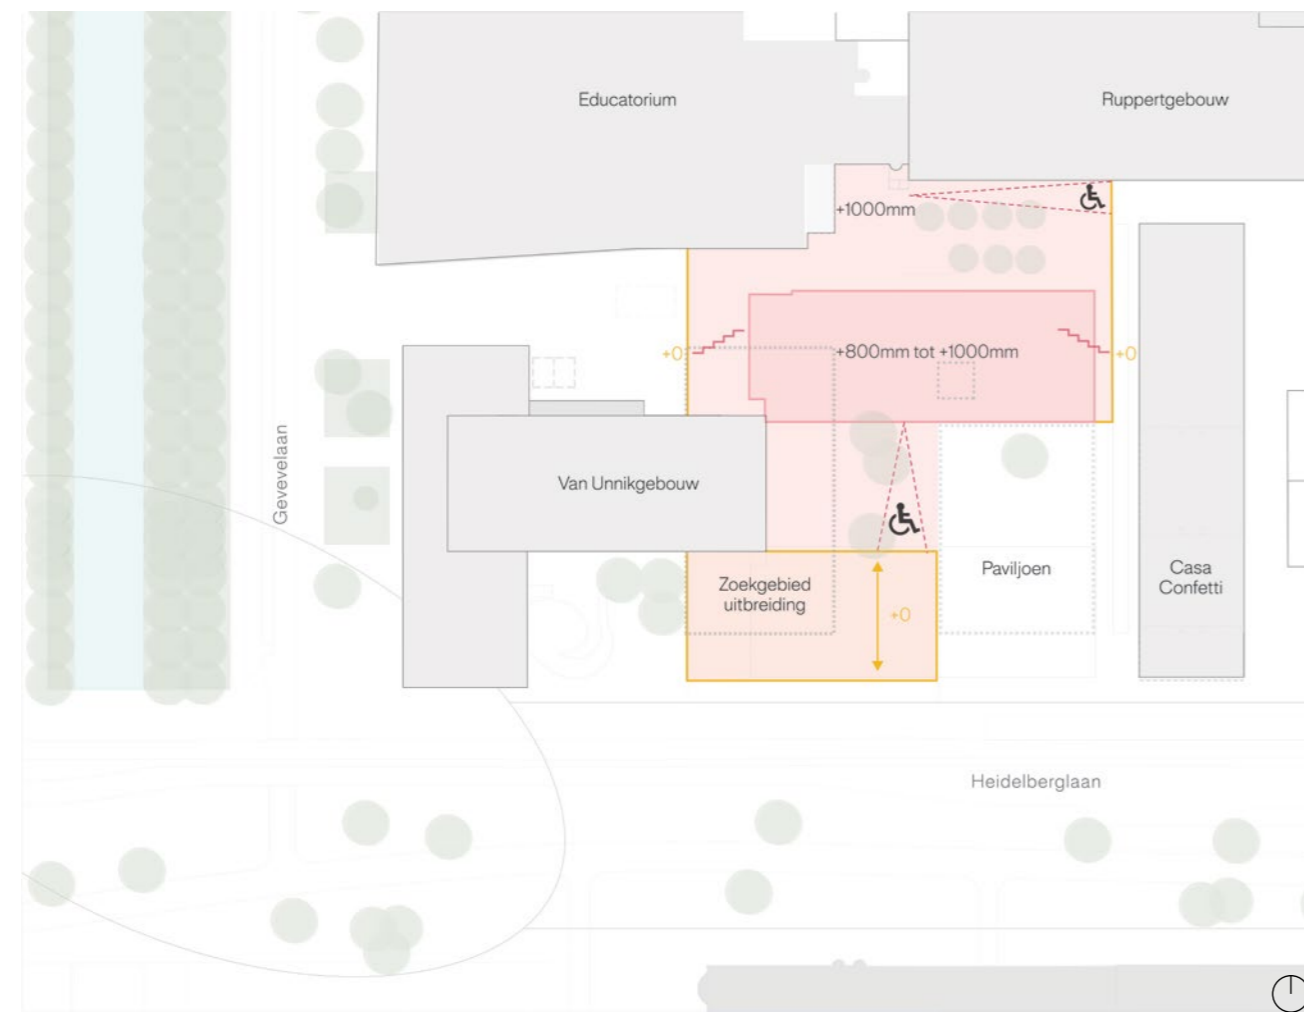 Educatorium
Ruppertgebouw
+1000mm
+0
+800mm tot +1000mm
+0
Gevevelaan
Van Unnikgebouw
Zoekgebied
uitbreiding
+0
Paviljoen
Casa
Confetti
Heidelberglaan